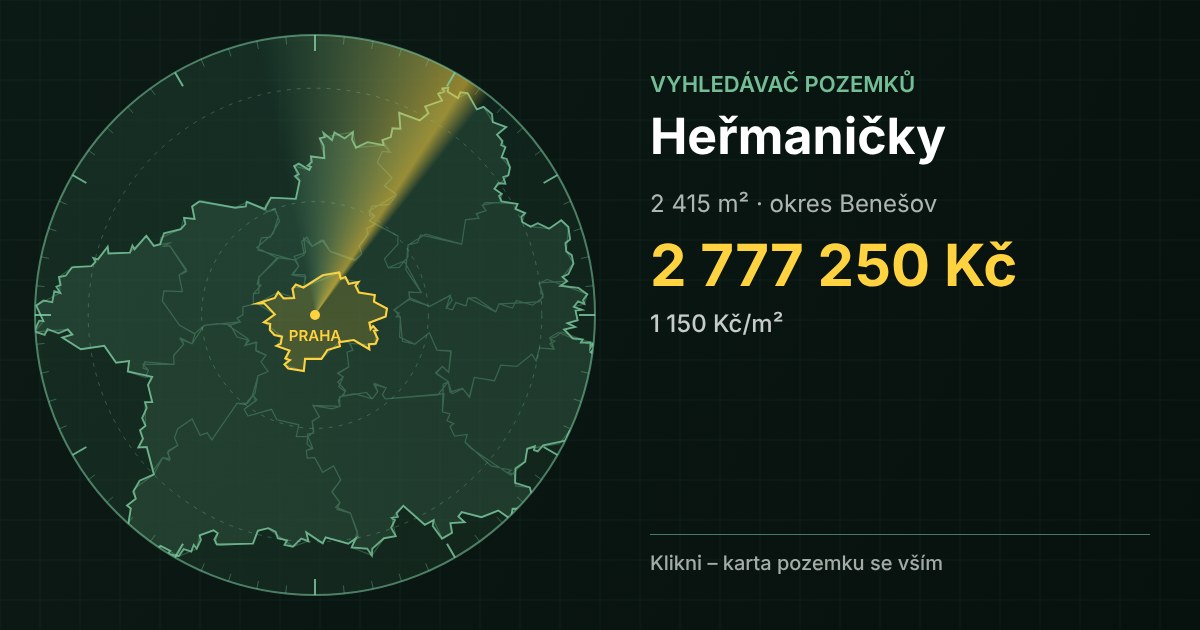 VYHLEDÁVAČ POZEMKŮ
Heřmaničky
2 415 m² · okres Benešov
2 777 250 Kč
1 150 Kč/m²
PRAHA
Klikni – karta pozemku se vším